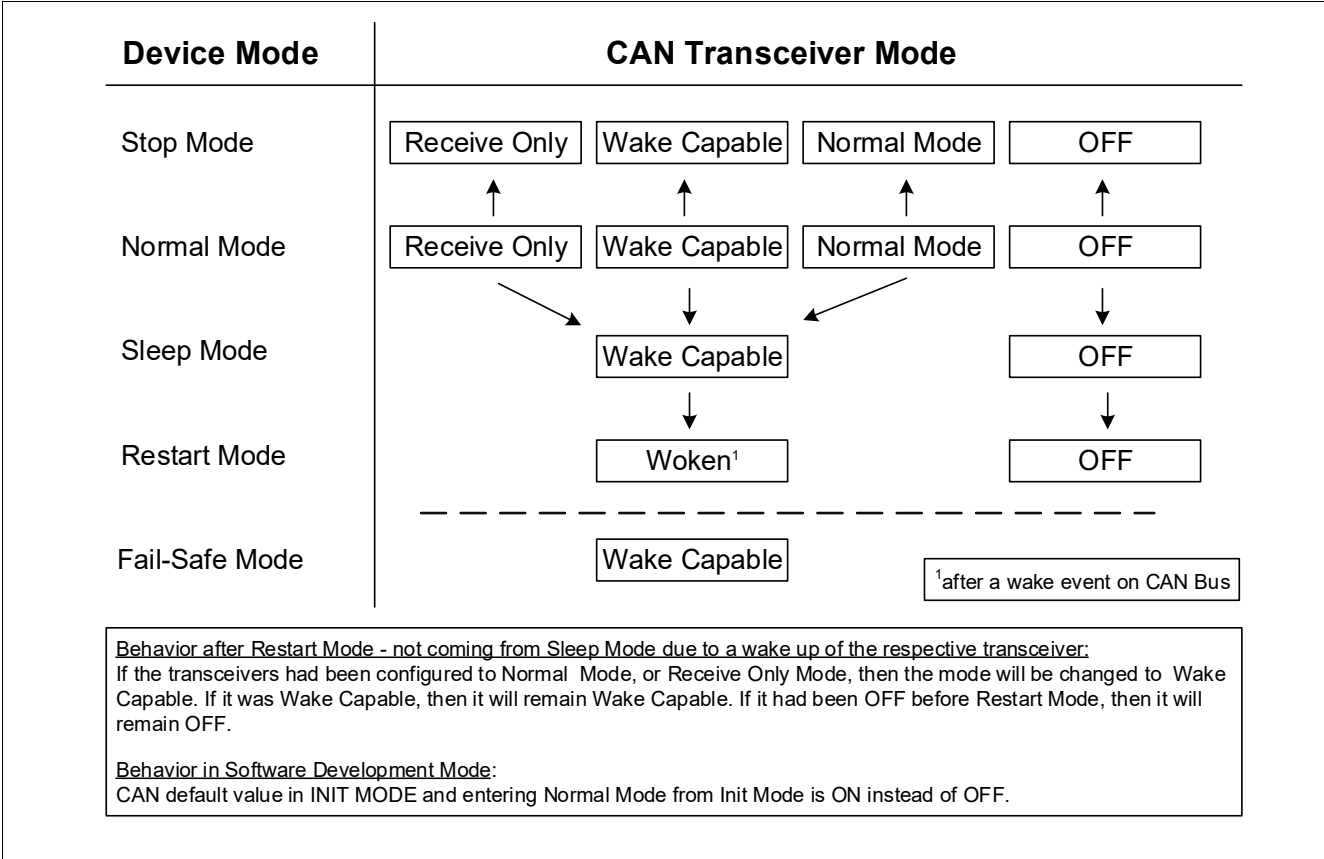 Device Mode CAN Transceiver Mode
Stop Mode Receive Only Wake Capable Normal Mode OFF
Normal Mode Receive Only Wake Capable Normal Mode OFF
Sleep Mode Wake Capable OFF
Restart Mode Woken¹ OFF
Fail-Safe Mode Wake Capable
¹after a wake event on CAN Bus
Behavior after Restart Mode - not coming from Sleep Mode due to a wake up of the respective transceiver:
If the transceivers had been configured to Normal Mode, or Receive Only Mode, then the mode will be changed to Wake
Capable. If it was Wake Capable, then it will remain Wake Capable. If it had been OFF before Restart Mode, then it will
remain OFF.
Behavior in Software Development Mode:
CAN default value in INIT MODE and entering Normal Mode from Init Mode is ON instead of OFF.